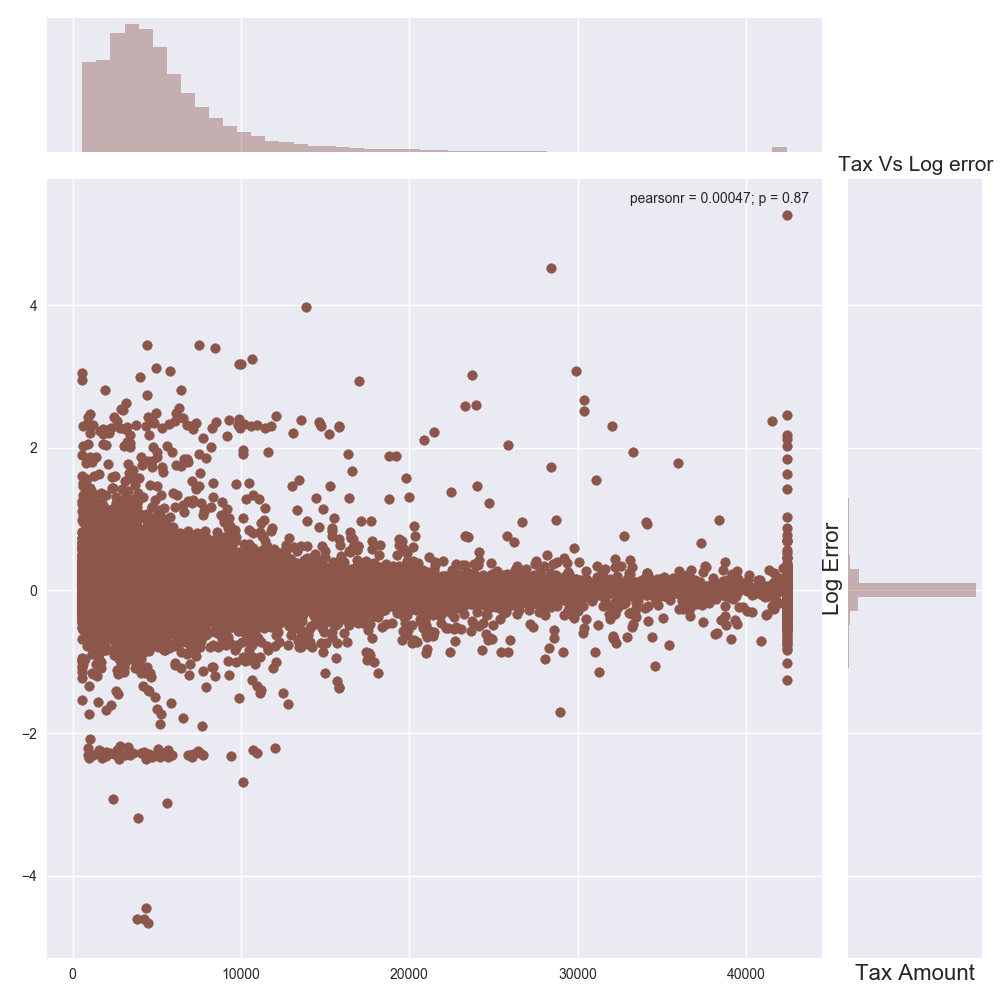 Tax Vs Log error
pearsonr = 0.00047; p = 0.87
4
2
0
−2
−4
Log Error
0
10000
20000
30000
40000
Tax Amount